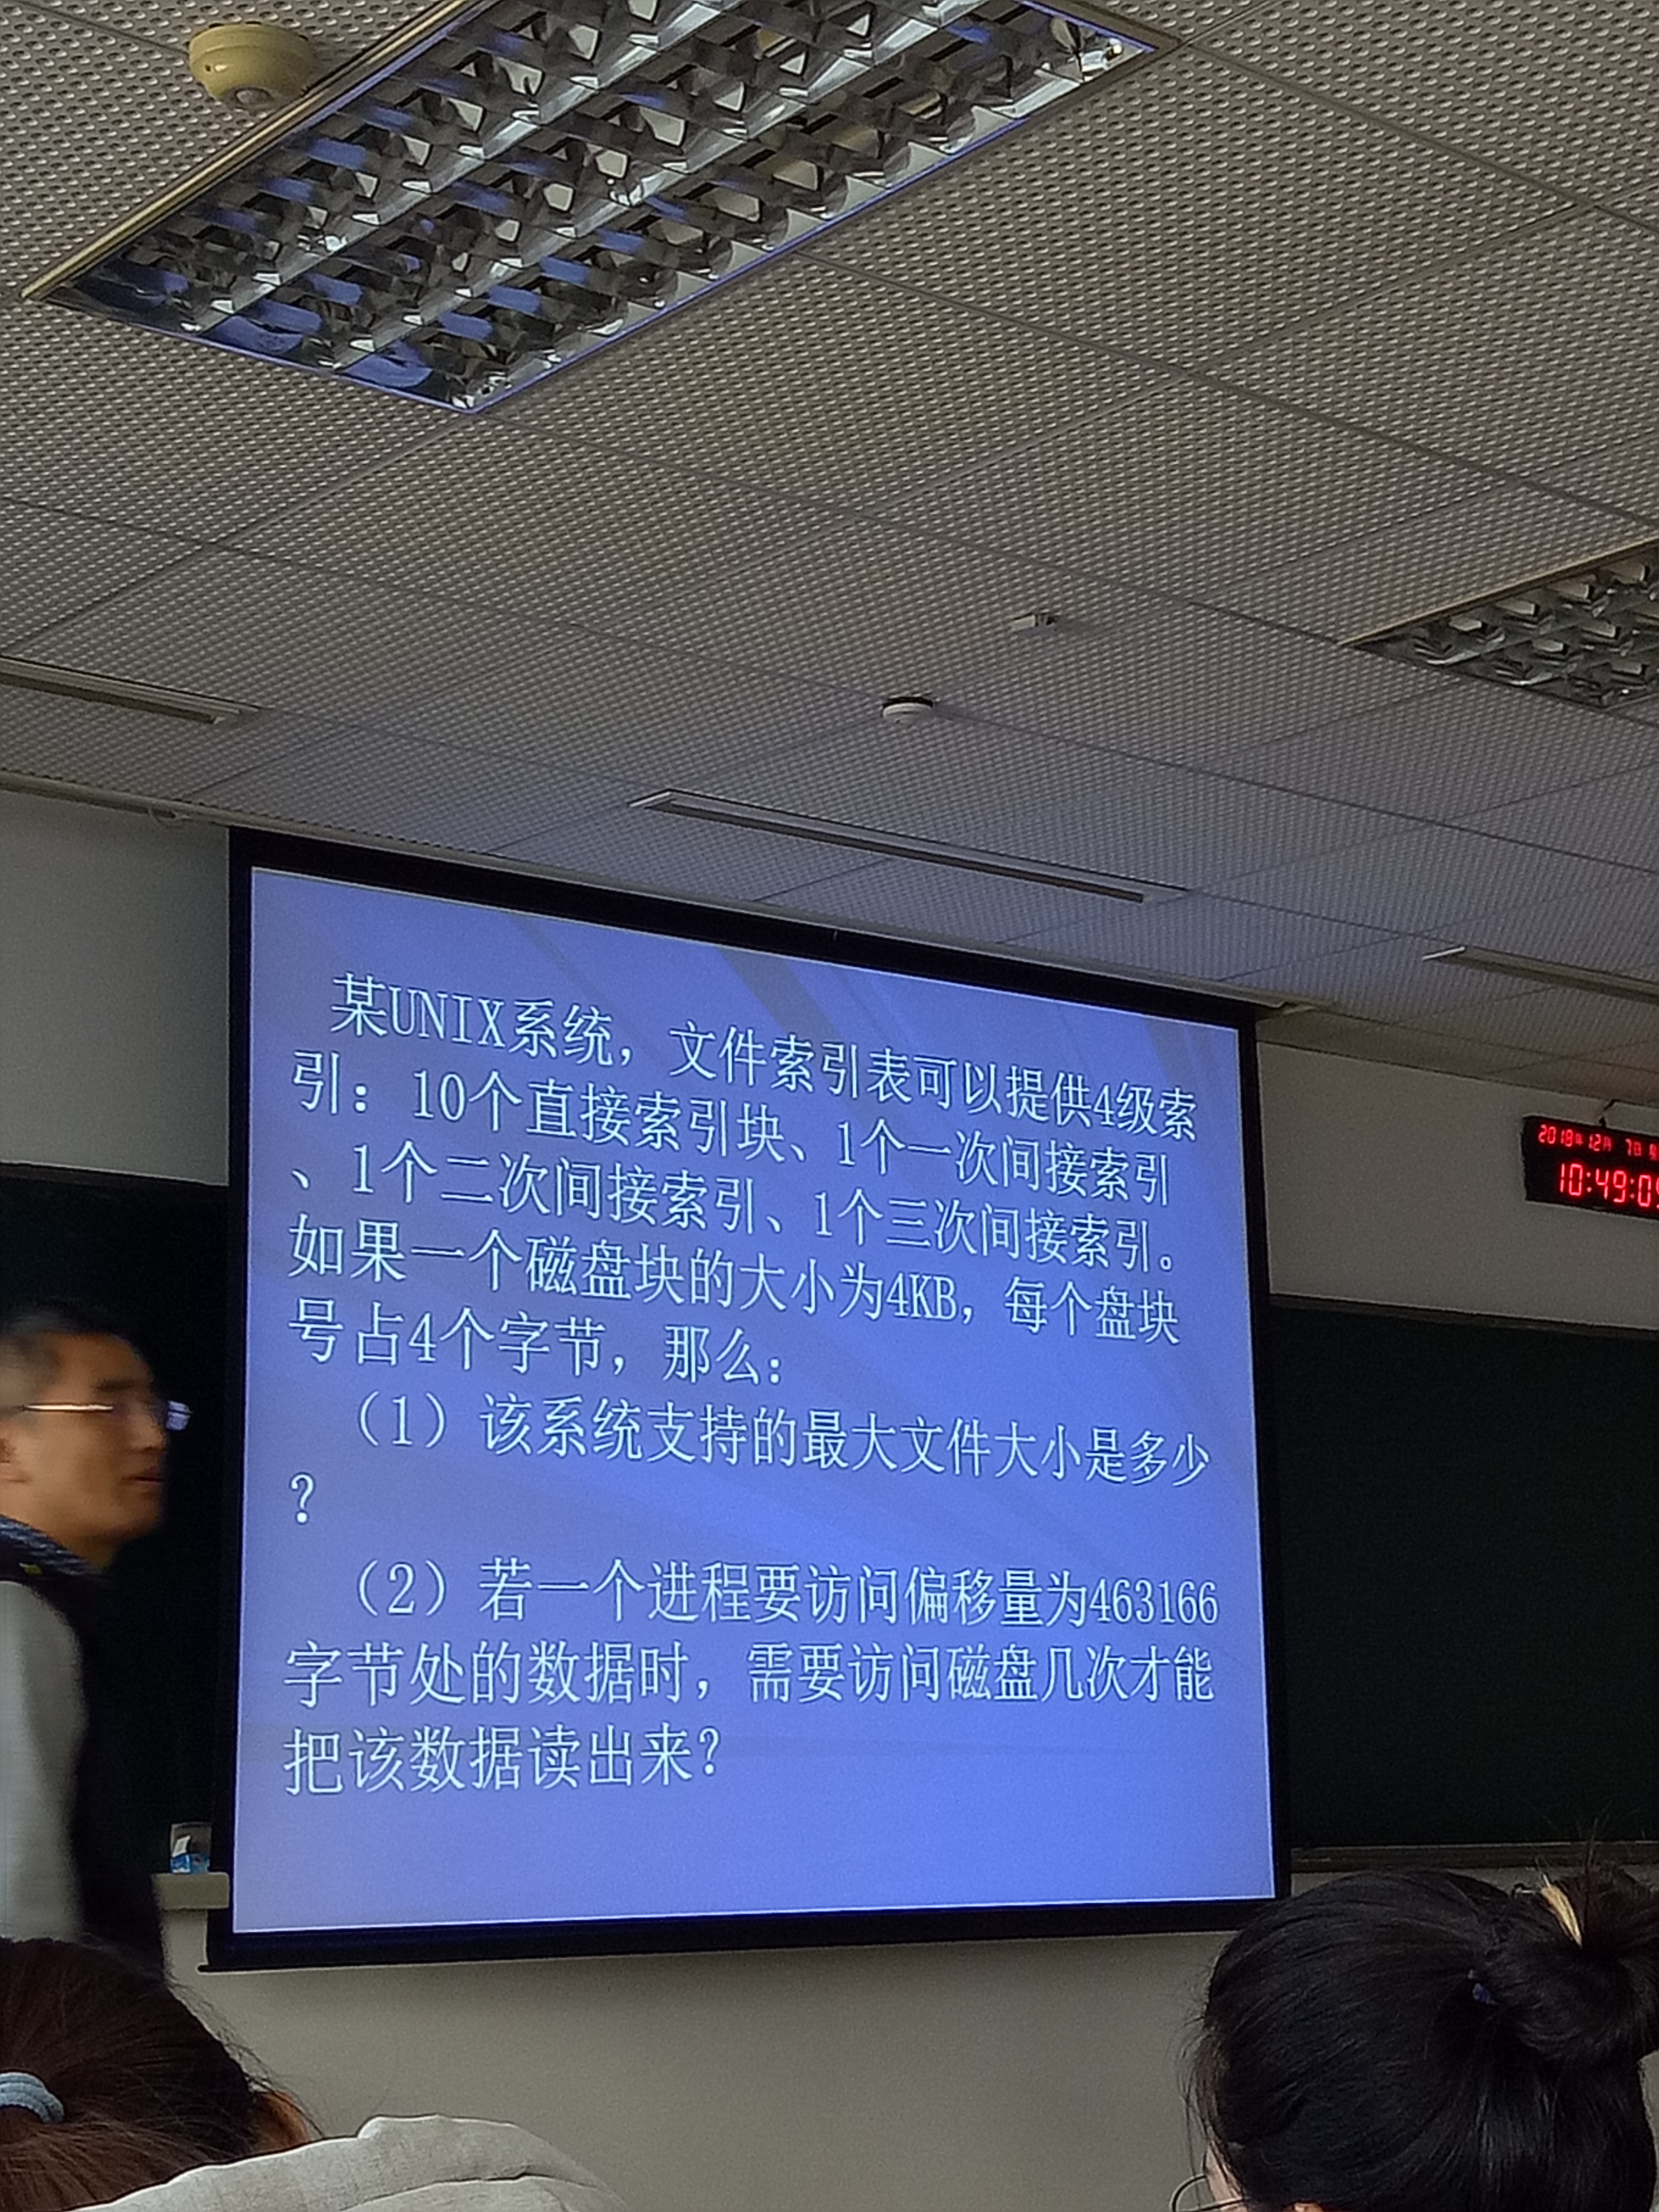 某UNIX系统，文件索引表可以提供4级索
引：10个直接索引块、1个一次间接索引
、1个二次间接索引、1个三次间接索引。
如果一个磁盘块的大小为4KB，每个盘块
号占4个字节，那么：
（1）该系统支持的最大文件大小是多少
？
（2）若一个进程要访问偏移量为463166
字节处的数据时，需要访问磁盘几次才能
把该数据读出来？
2018年12月 7日
10:49:0